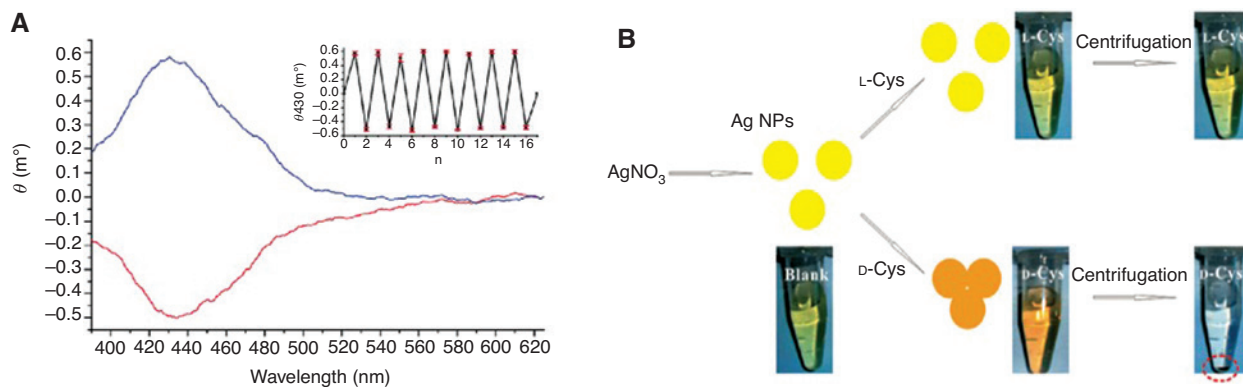 A
0.6
0.5
0.4
0.3
0.2
0.1
0.0
–0.1
–0.2
–0.3
–0.4
–0.5
θ (m°)
390 400 420 440 460 480 500 520 540 560 580 600 620
Wavelength (nm)
0.6
0.4
0.2
0.0
–0.2
–0.4
–0.6
θ430 (m°)
0 2 4 6 8 10 12 14 16
n
B
AgNO3
Ag NPs
L-Cys
D-Cys
Blank
L-Cys
Centrifugation
L-Cys
D-Cys
Centrifugation
D-Cys